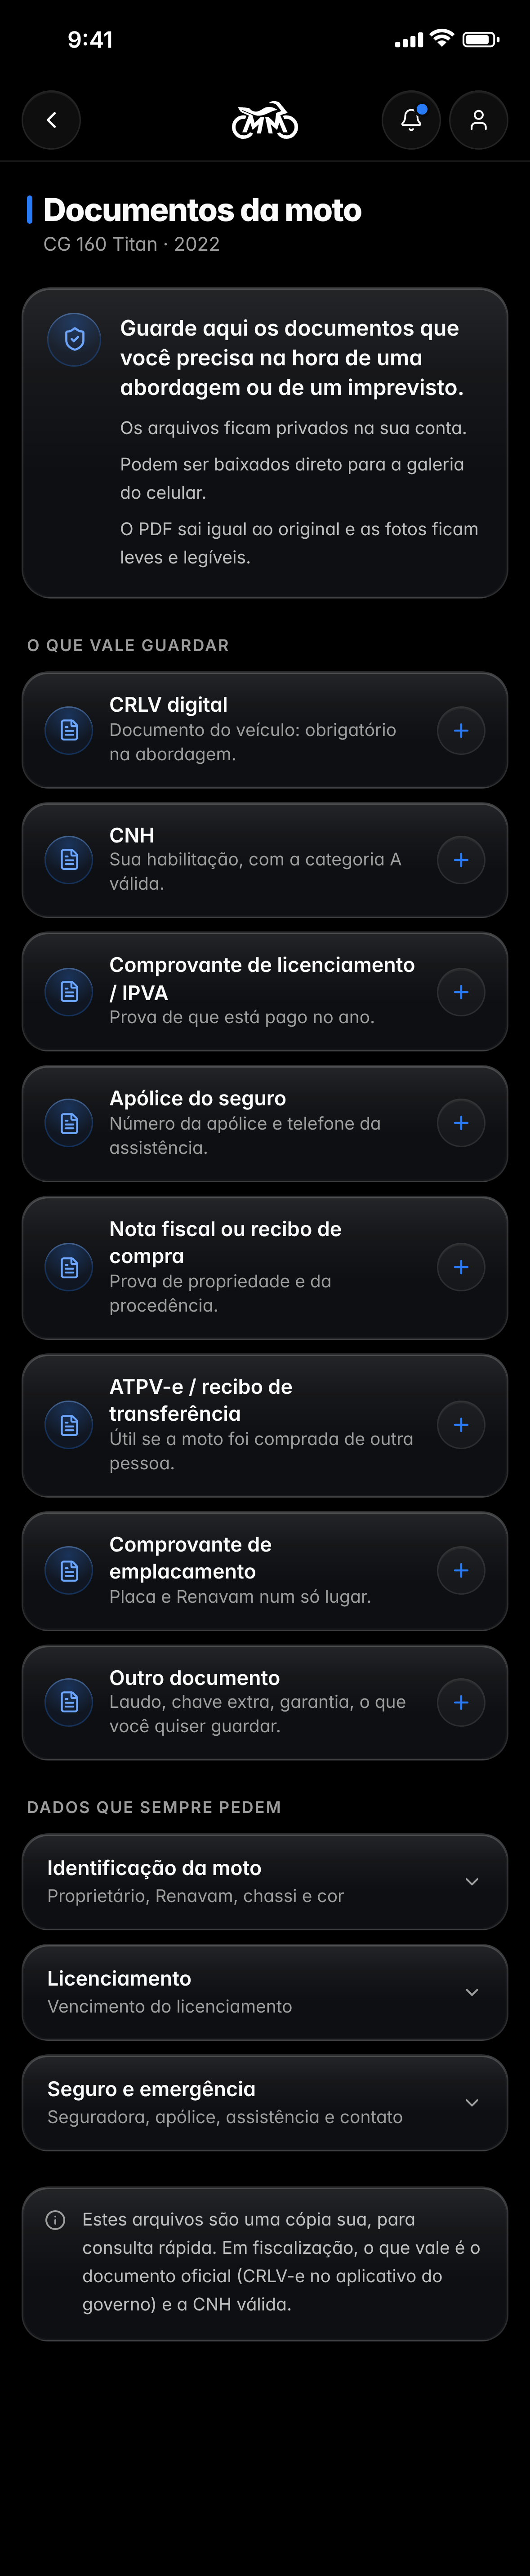 9:41
MM
Documentos da moto
CG 160 Titan · 2022
Guarde aqui os documentos que
você precisa na hora de uma
abordagem ou de um imprevisto.
Os arquivos ficam privados na sua conta.
Podem ser baixados direto para a galeria
do celular.
O PDF sai igual ao original e as fotos ficam
leves e legíveis.
O QUE VALE GUARDAR
CRLV digital
Documento do veículo: obrigatório
na abordagem.
CNH
Sua habilitação, com a categoria A
válida.
Comprovante de licenciamento
/ IPVA
Prova de que está pago no ano.
Apólice do seguro
Número da apólice e telefone da
assistência.
Nota fiscal ou recibo de
compra
Prova de propriedade e da
procedência.
ATPV-e / recibo de
transferência
Útil se a moto foi comprada de outra
pessoa.
Comprovante de
emplacamento
Placa e Renavam num só lugar.
Outro documento
Laudo, chave extra, garantia, o que
você quiser guardar.
DADOS QUE SEMPRE PEDEM
Identificação da moto
Proprietário, Renavam, chassi e cor
Licenciamento
Vencimento do licenciamento
Seguro e emergência
Seguradora, apólice, assistência e contato
Estes arquivos são uma cópia sua, para
consulta rápida. Em fiscalização, o que vale é o
documento oficial (CRLV-e no aplicativo do
governo) e a CNH válida.